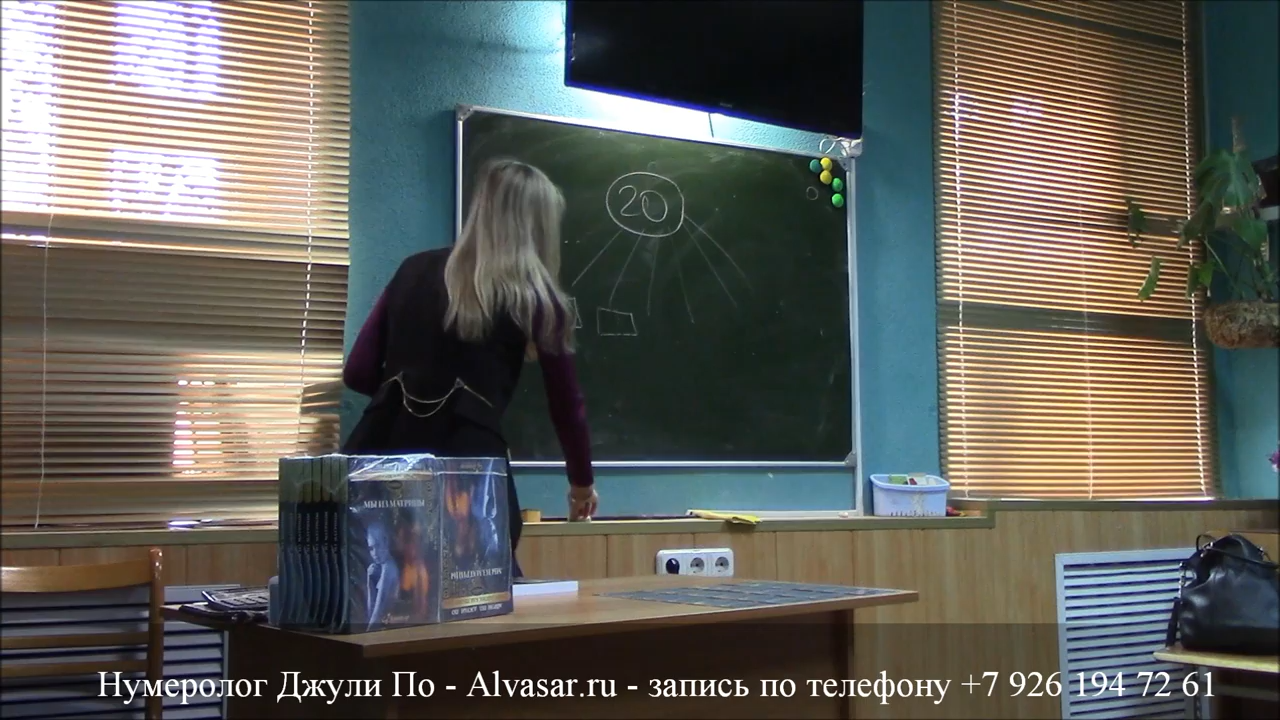 20
МЫ ИЗ МАТРИЦЫ
Нумеролог Джули По - Alvasar.ru - запись по телефону +7 926 194 72 61